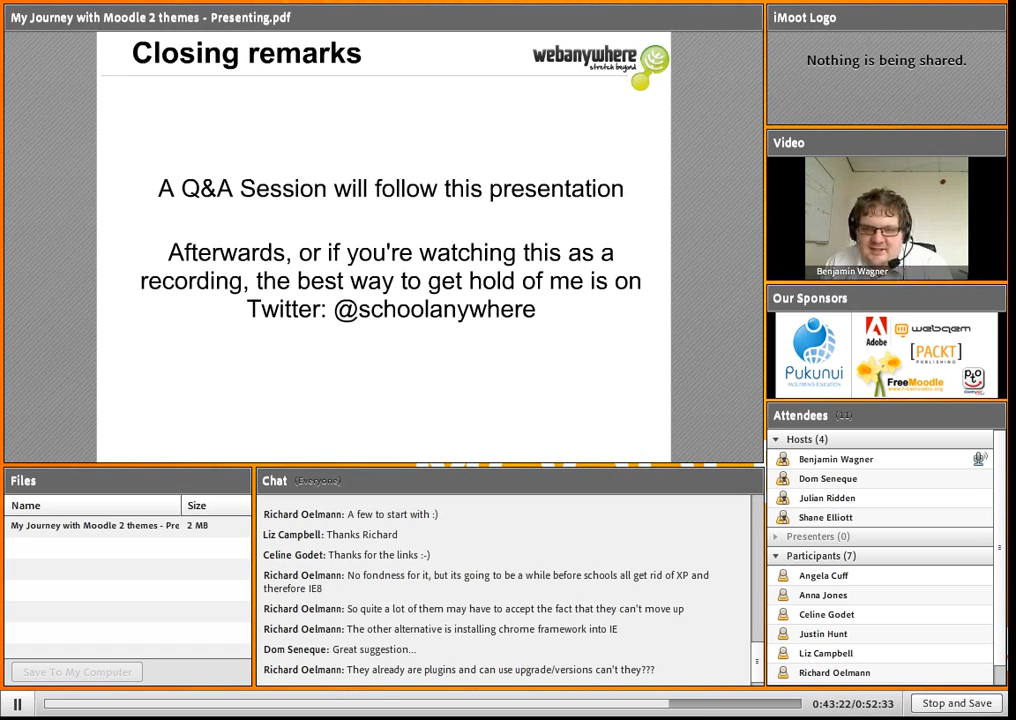 My Journey with Moodle 2 themes - Presenting.pdf
Closing remarks
webanywhere
stretch beyond
A Q&A Session will follow this presentation
Afterwards, or if you're watching this as a
recording, the best way to get hold of me is on
Twitter: @schoolanywhere
iMoot Logo
Nothing is being shared.
Video
Benjamin Wagner
Our Sponsors
Pukunui
Adobe
webqem
[PACKT]
PUBLISHING
FreeMoodle
Attendees (11)
Hosts (4)
Benjamin Wagner
Dom Seneque
Julian Ridden
Shane Elliott
Presenters (0)
Participants (7)
Angela Cuff
Anna Jones
Celine Godet
Justin Hunt
Liz Campbell
Richard Oelmann
Files
Name Size
My Journey with Moodle 2 themes - Pre 2 MB
Save To My Computer
Chat (Everyone)
Richard Oelmann: A few to start with :)
Liz Campbell: Thanks Richard
Celine Godet: Thanks for the links :-)
Richard Oelmann: No fondness for it, but its going to be a while before schools all get rid of XP and
therefore IE8
Richard Oelmann: So quite a lot of them may have to accept the fact that they can't move up
Richard Oelmann: The other alternative is installing chrome framework into IE
Dom Seneque: Great suggestion...
Richard Oelmann: They already are plugins and can use upgrade/versions can't they???
0:43:22/0:52:33
Stop and Save